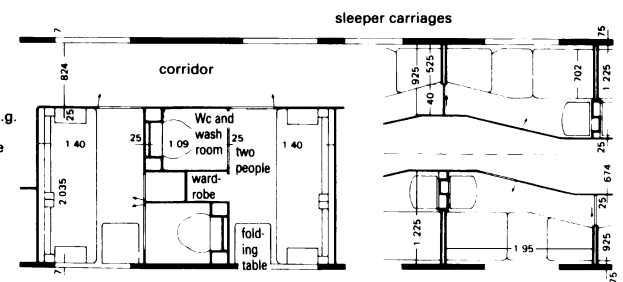 sleeper carriages
7
75
824
corridor
925
525
702
1 225
.g.
e
25
40
1 40
25
1 09
Wc and
wash
room
25
two
people
1 40
25
2 035
ward-
robe
674
25
1 225
fold-
ing
table
1 95
925
7
75